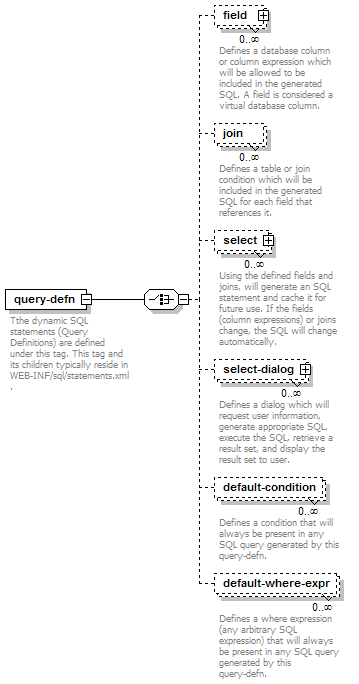 field
0..∞
Defines a database column
or column expression which
will be allowed to be
included in the generated
SQL. A field is considered a
virtual database column.
join
0..∞
Defines a table or join
condition which will be
included in the generated
SQL for each field that
references it.
select
0..∞
Using the defined fields and
joins, will generate an SQL
statement and cache it for
future use. If the fields
(column expressions) or joins
change, the SQL will change
automatically.
query-defn
Tthe dynamic SQL
statements (Query
Definitions) are defined
under this tag. This tag and
its children typically reside in
WEB-INF/sql/statements.xml
.
select-dialog
0..∞
Defines a dialog which will
request user information,
generate appropriate SQL,
execute the SQL, retrieve a
result set, and display the
result set to user.
default-condition
0..∞
Defines a condition that will
always be present in any
SQL query generated by this
query-defn.
default-where-expr
0..∞
Defines a where expression
(any arbitrary SQL
expression) that will always
be present in any SQL query
generated by this
query-defn.